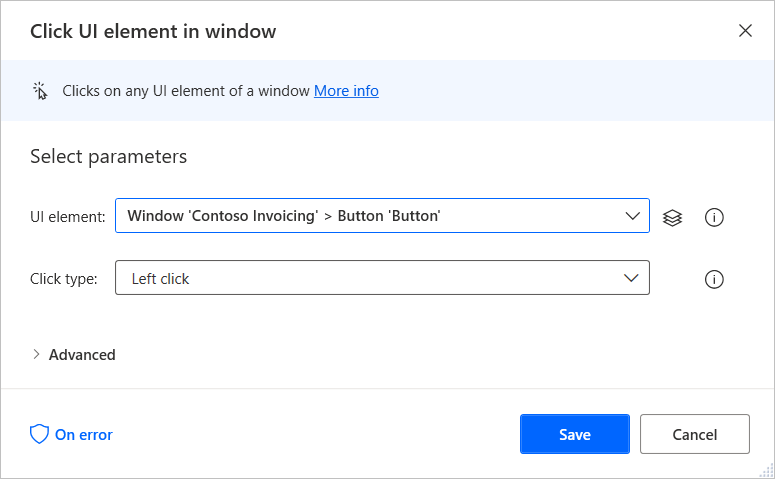 Click UI element in window
Clicks on any UI element of a window More info
Select parameters
UI element: Window 'Contoso Invoicing' > Button 'Button'
Click type: Left click
Advanced
On error Save Cancel